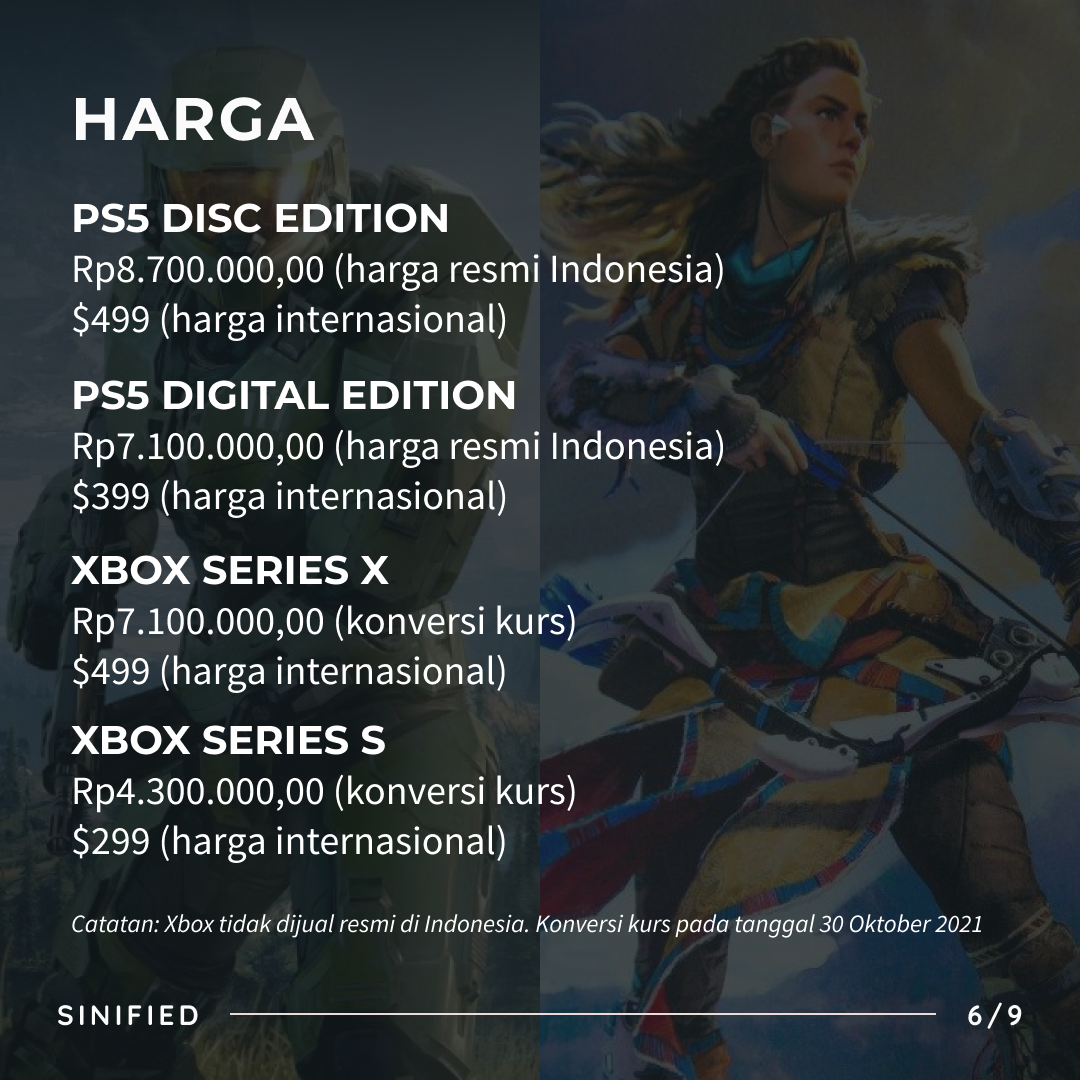 HARGA
PS5 DISC EDITION
Rp8.700.000,00 (harga resmi Indonesia)
$499 (harga internasional)
PS5 DIGITAL EDITION
Rp7.100.000,00 (harga resmi Indonesia)
$399 (harga internasional)
XBOX SERIES X
Rp7.100.000,00 (konversi kurs)
$499 (harga internasional)
XBOX SERIES S
Rp4.300.000,00 (konversi kurs)
$299 (harga internasional)
Catatan: Xbox tidak dijual resmi di Indonesia. Konversi kurs pada tanggal 30 Oktober 2021
SINIFIED
6/9